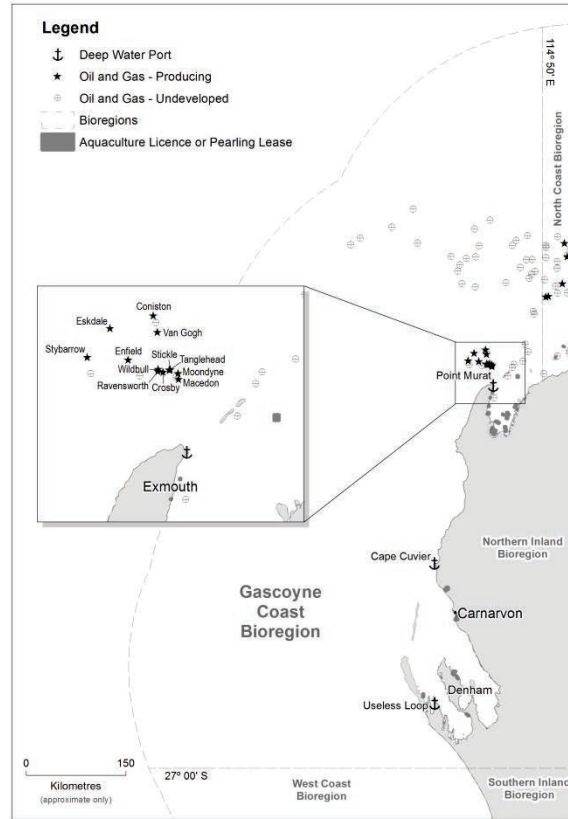 Legend
Deep Water Port
Oil and Gas - Producing
Oil and Gas - Undeveloped
Bioregions
Aquaculture Licence or Pearling Lease
114° 50' E
North Coast Bioregion
Coniston
Eskdale
Van Gogh
Stybarrow
Enfield
Stickle
Tanglehead
Wildbull
Moondyne
Ravensworth
Crosby
Macedon
Exmouth
Point Murat
Northern Inland
Bioregion
Cape Cuvier
Carnarvon
Gascoyne
Coast
Bioregion
Denham
Useless Loop
0
150
Kilometres
(approximate only)
27° 00' S
West Coast
Bioregion
Southern Inland
Bioregion